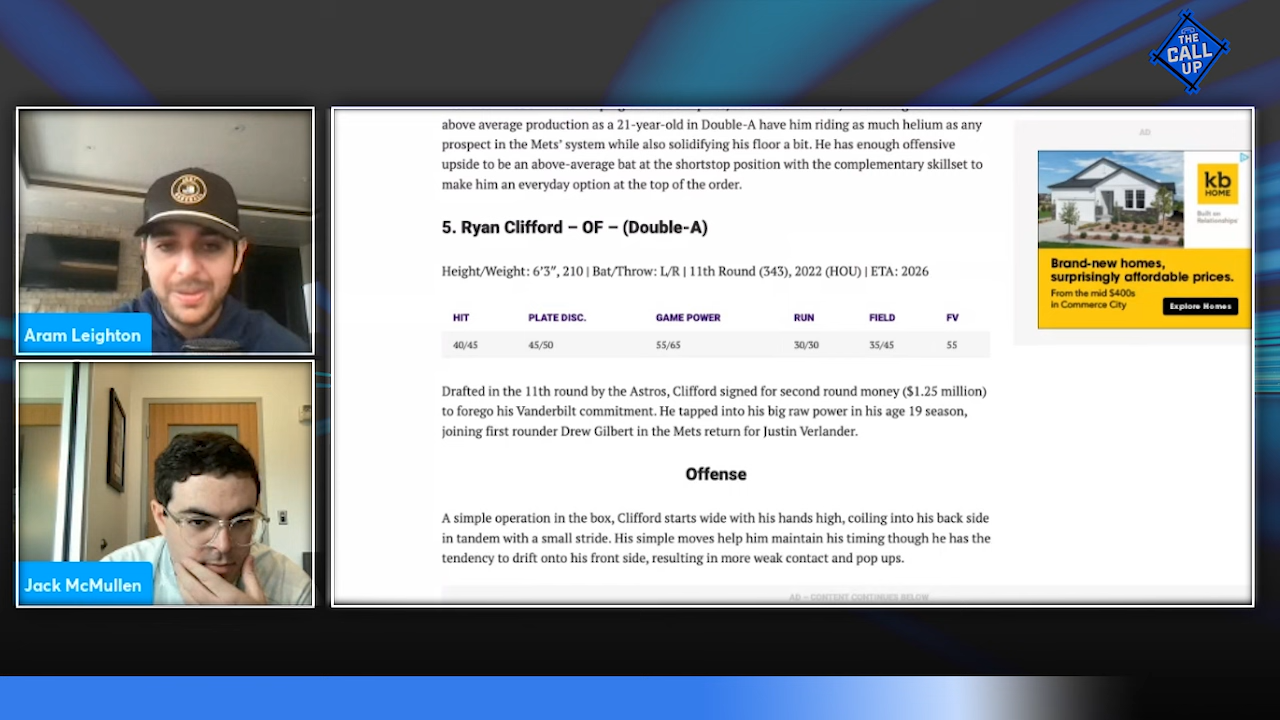 THE
CALL
UP
Aram Leighton
Jack McMullen
above average production as a 21-year-old in Double-A have him riding as much helium as any
prospect in the Mets' system while also solidifying his floor a bit. He has enough offensive
upside to be an above-average bat at the shortstop position with the complementary skillset to
make him an everyday option at the top of the order.
5. Ryan Clifford – OF – (Double-A)
Height/Weight: 6'3", 210 | Bat/Throw: L/R | 11th Round (343), 2022 (HOU) | ETA: 2026
HIT PLATE DISC. GAME POWER RUN FIELD FV
40/45 45/50 55/65 30/30 35/45 55
Drafted in the 11th round by the Astros, Clifford signed for second round money ($1.25 million)
to forego his Vanderbilt commitment. He tapped into his big raw power in his age 19 season,
joining first rounder Drew Gilbert in the Mets return for Justin Verlander.
Offense
A simple operation in the box, Clifford starts wide with his hands high, coiling into his back side
in tandem with a small stride. His simple moves help him maintain his timing though he has the
tendency to drift onto his front side, resulting in more weak contact and pop ups.
AD – CONTENT CONTINUES BELOW
AD
kb
HOME
Built on
Relationships
Brand-new homes,
surprisingly affordable prices.
From the mid $400s
in Commerce City
Explore Homes